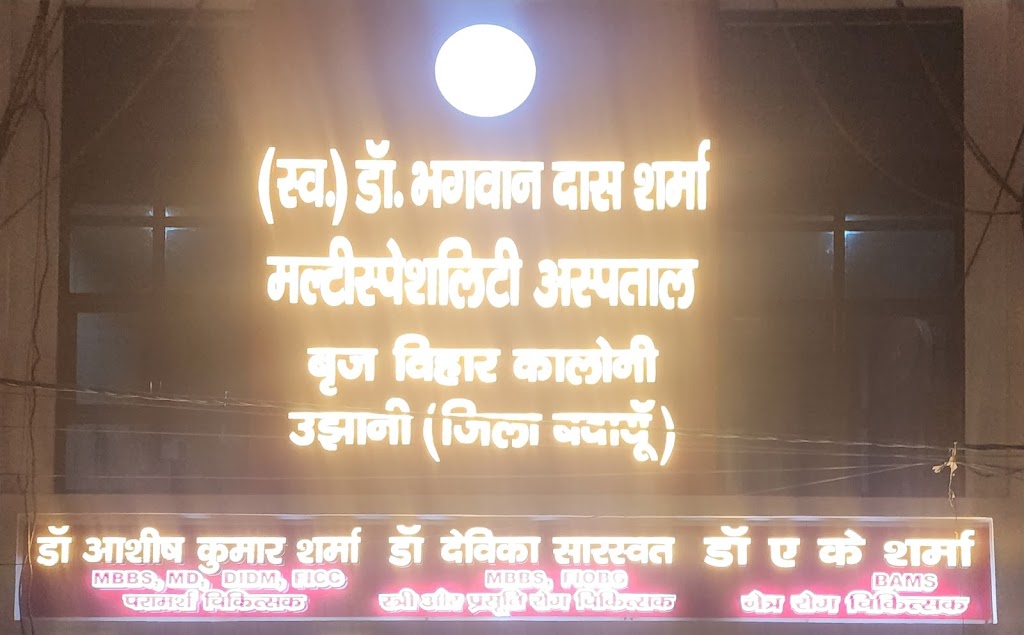 (स्व.) डॉ. भगवान दास शर्मा
मल्टीस्पेशलिटी अस्पताल
बृज विहार कालोनी
उझानी (जिला बदायूँ)
डॉ आशीष कुमार शर्मा
MBBS, MD, DIDM, FICC
परामर्श चिकित्सक
डॉ देविका सारस्वत
MBBS, FIOBG
स्त्री और प्रसूति रोग चिकित्सक
डॉ ए के शर्मा
BAMS
नेत्र रोग चिकित्सक